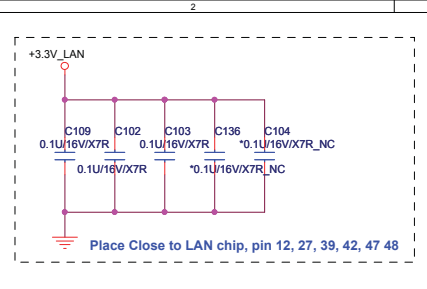 2
+3.3V_LAN
C109 C102 C103 C136 C104
0.1U/16V/X7R 0.1U/16V/X7R *0.1U/16V/X7R_NC
0.1U/16V/X7R *0.1U/16V/X7R_NC
Place Close to LAN chip, pin 12, 27, 39, 42, 47 48